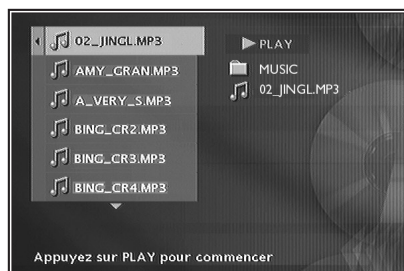 02_JINGL.MP3
AMY_GRAN.MP3
A_VERY_S.MP3
BING_CR2.MP3
BING_CR3.MP3
BING_CR4.MP3
PLAY
MUSIC
02_JINGL.MP3
Appuyez sur PLAY pour commencer